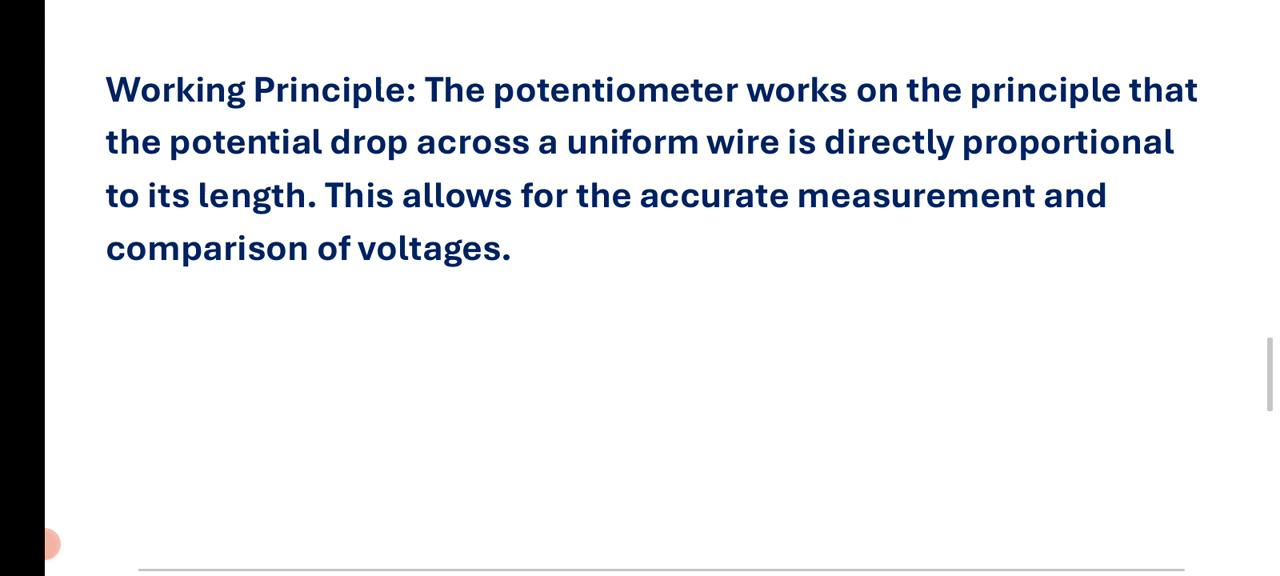 Working Principle: The potentiometer works on the principle that
the potential drop across a uniform wire is directly proportional
to its length. This allows for the accurate measurement and
comparison of voltages.